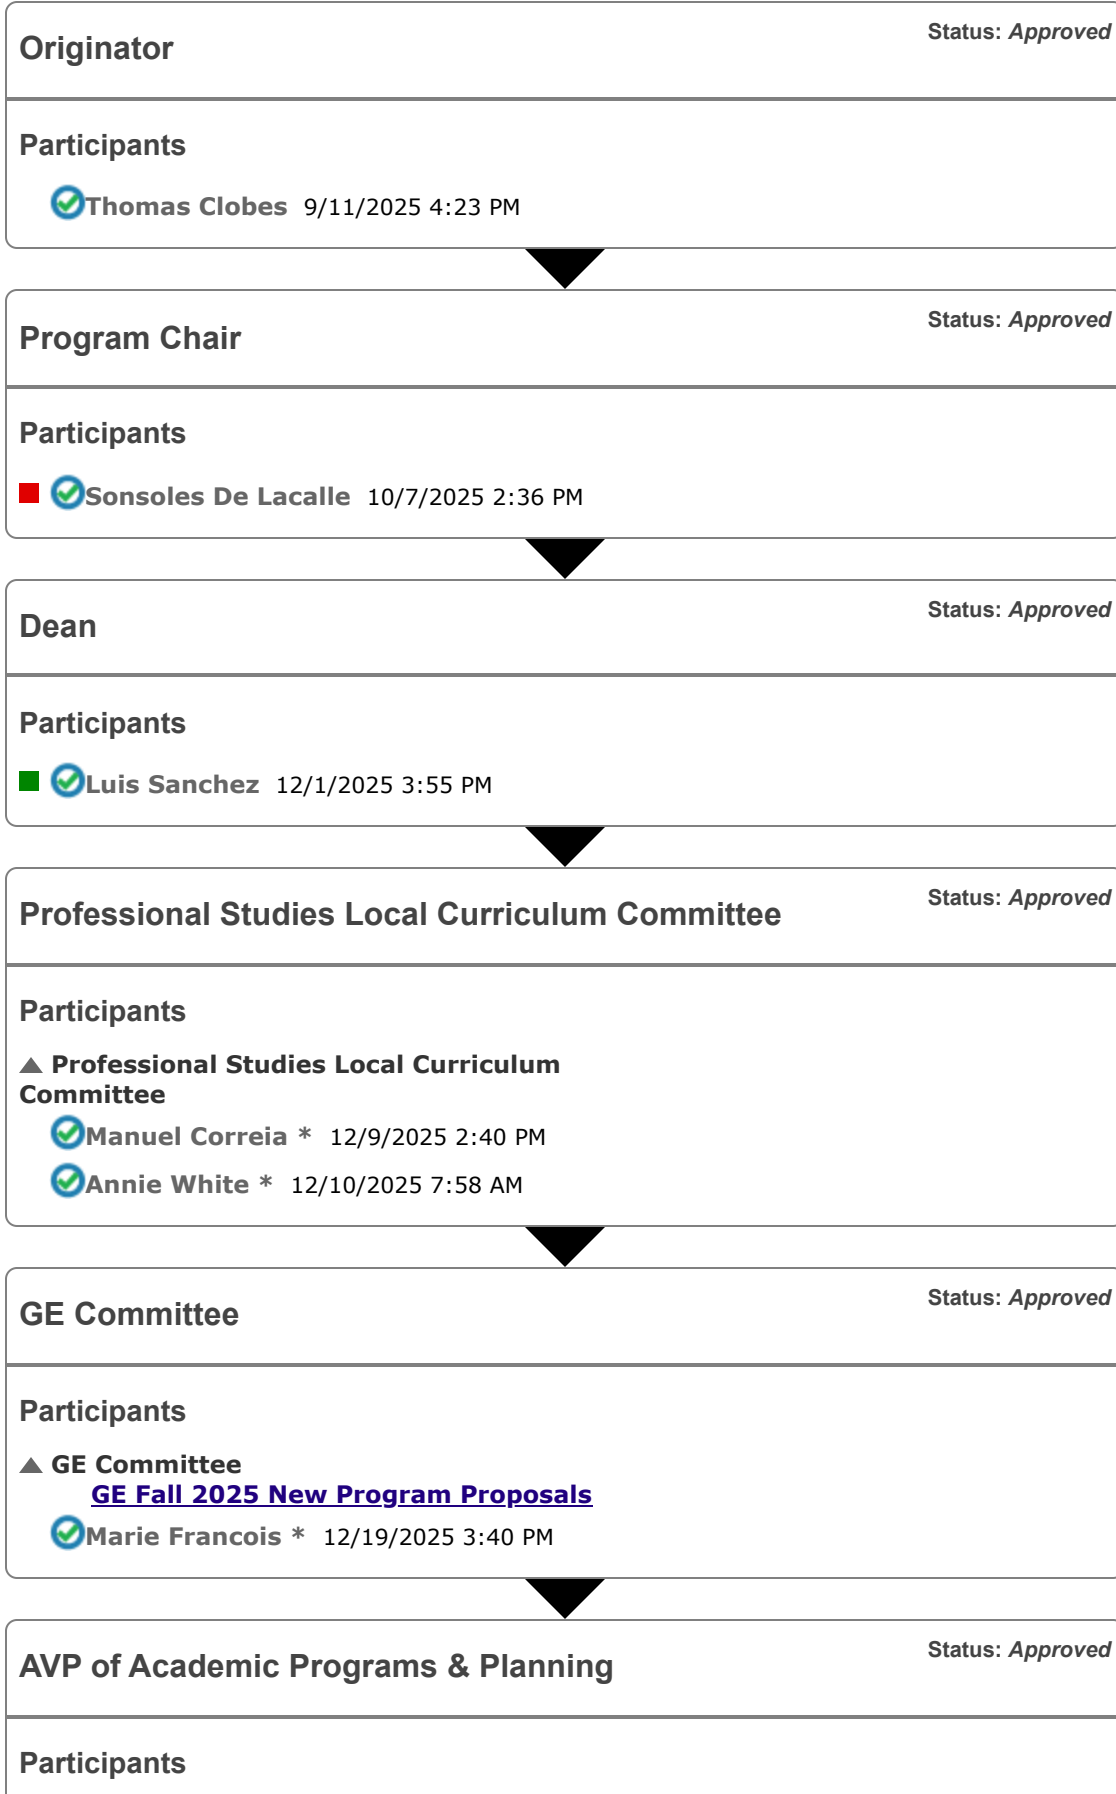 Originator
Status: Approved
Participants
Thomas Clobes 9/11/2025 4:23 PM
Program Chair
Status: Approved
Participants
Sonsoles De Lacalle 10/7/2025 2:36 PM
Dean
Status: Approved
Participants
Luis Sanchez 12/1/2025 3:55 PM
Professional Studies Local Curriculum Committee
Status: Approved
Participants
Professional Studies Local Curriculum
Committee
Manuel Correia * 12/9/2025 2:40 PM
Annie White * 12/10/2025 7:58 AM
GE Committee
Status: Approved
Participants
GE Committee
GE Fall 2025 New Program Proposals
Marie Francois * 12/19/2025 3:40 PM
AVP of Academic Programs & Planning
Status: Approved
Participants